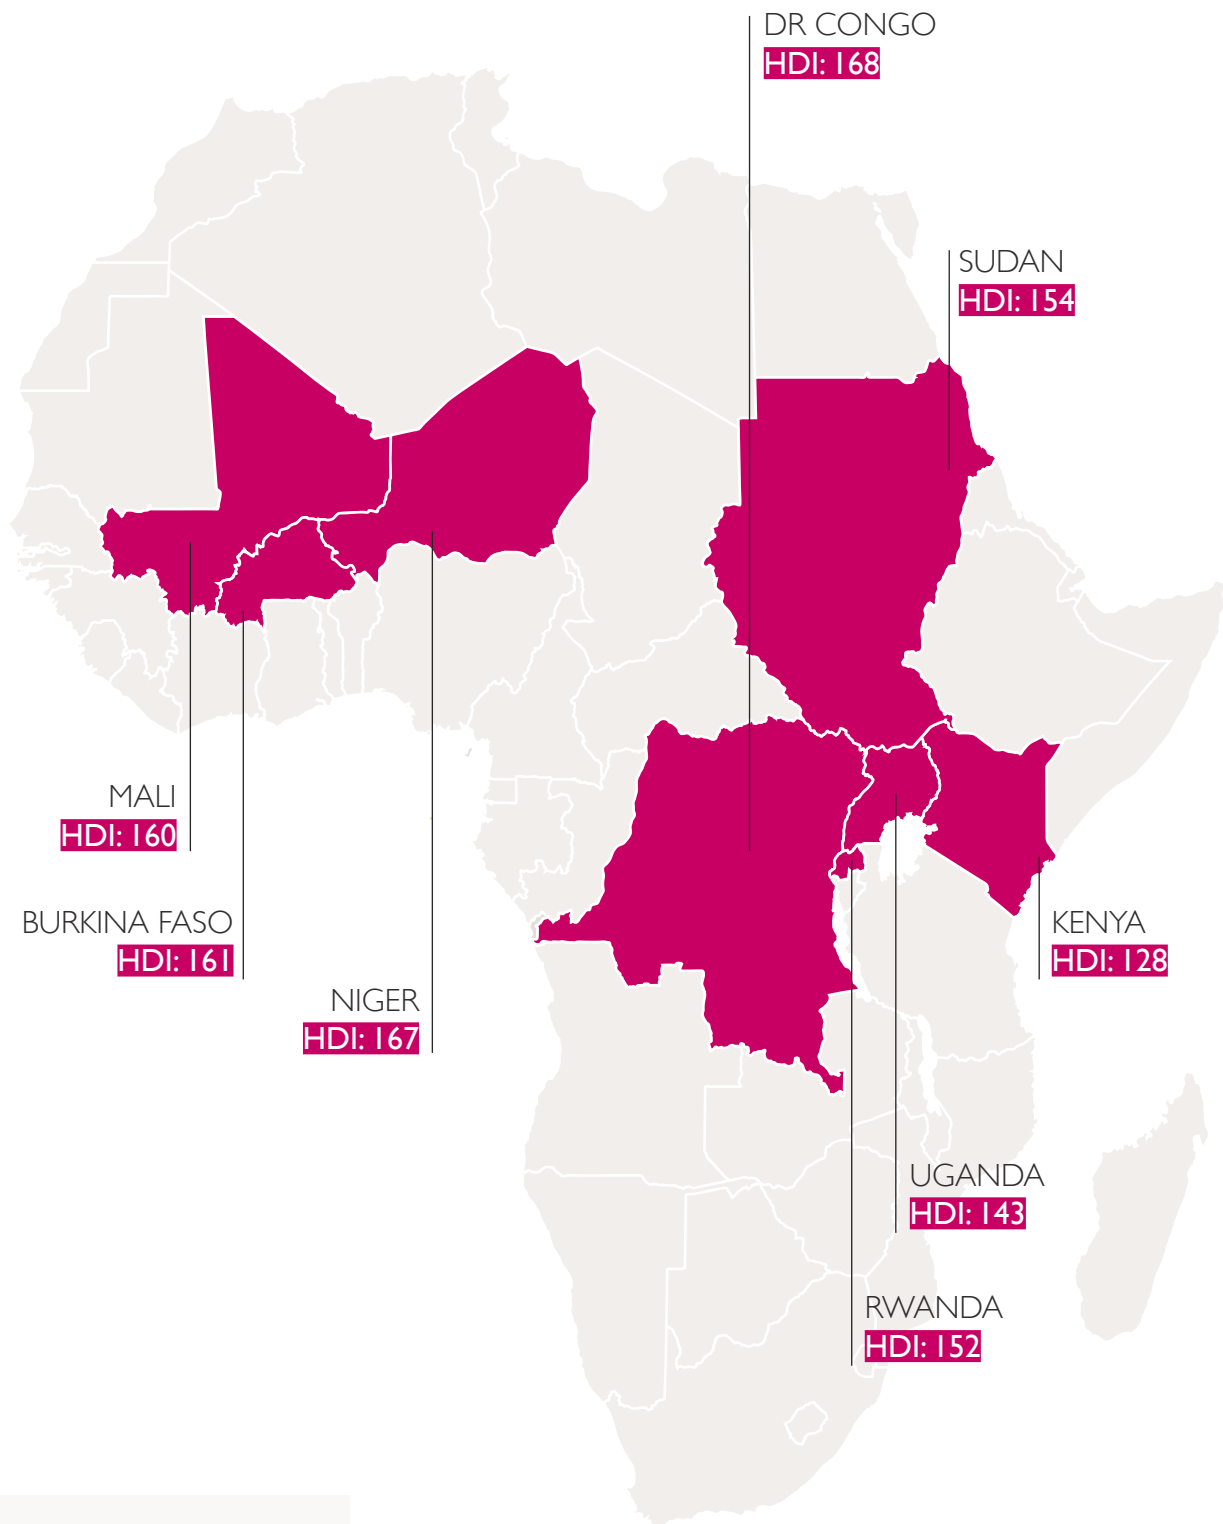 DR CONGO
HDI: 168
SUDAN
HDI: 154
MALI
HDI: 160
BURKINA FASO
HDI: 161
KENYA
HDI: 128
NIGER
HDI: 167
UGANDA
HDI: 143
RWANDA
HDI: 152